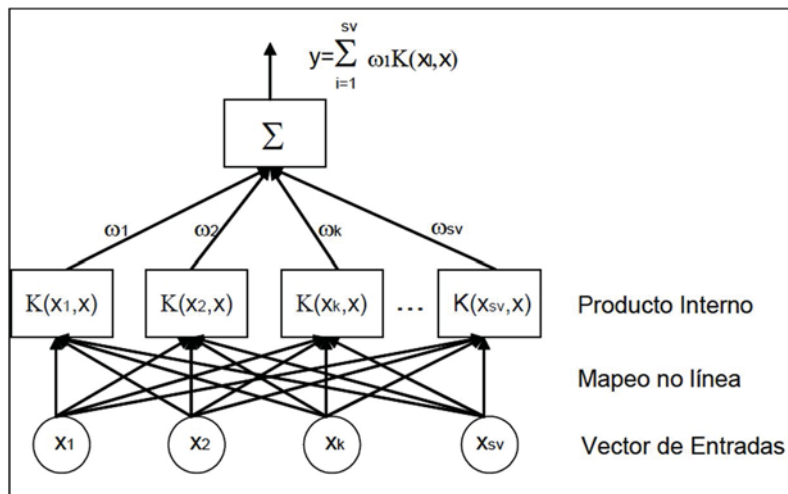 sv
y=∑ ω1K(xl,x)
i=1
∑
ω1 ω2 ωk ωsv
K(x1,x) K(x2,x) K(xk,x) ... K(xsv,x) Producto Interno
Mapeo no línea
x1 x2 xk xsv Vector de Entradas